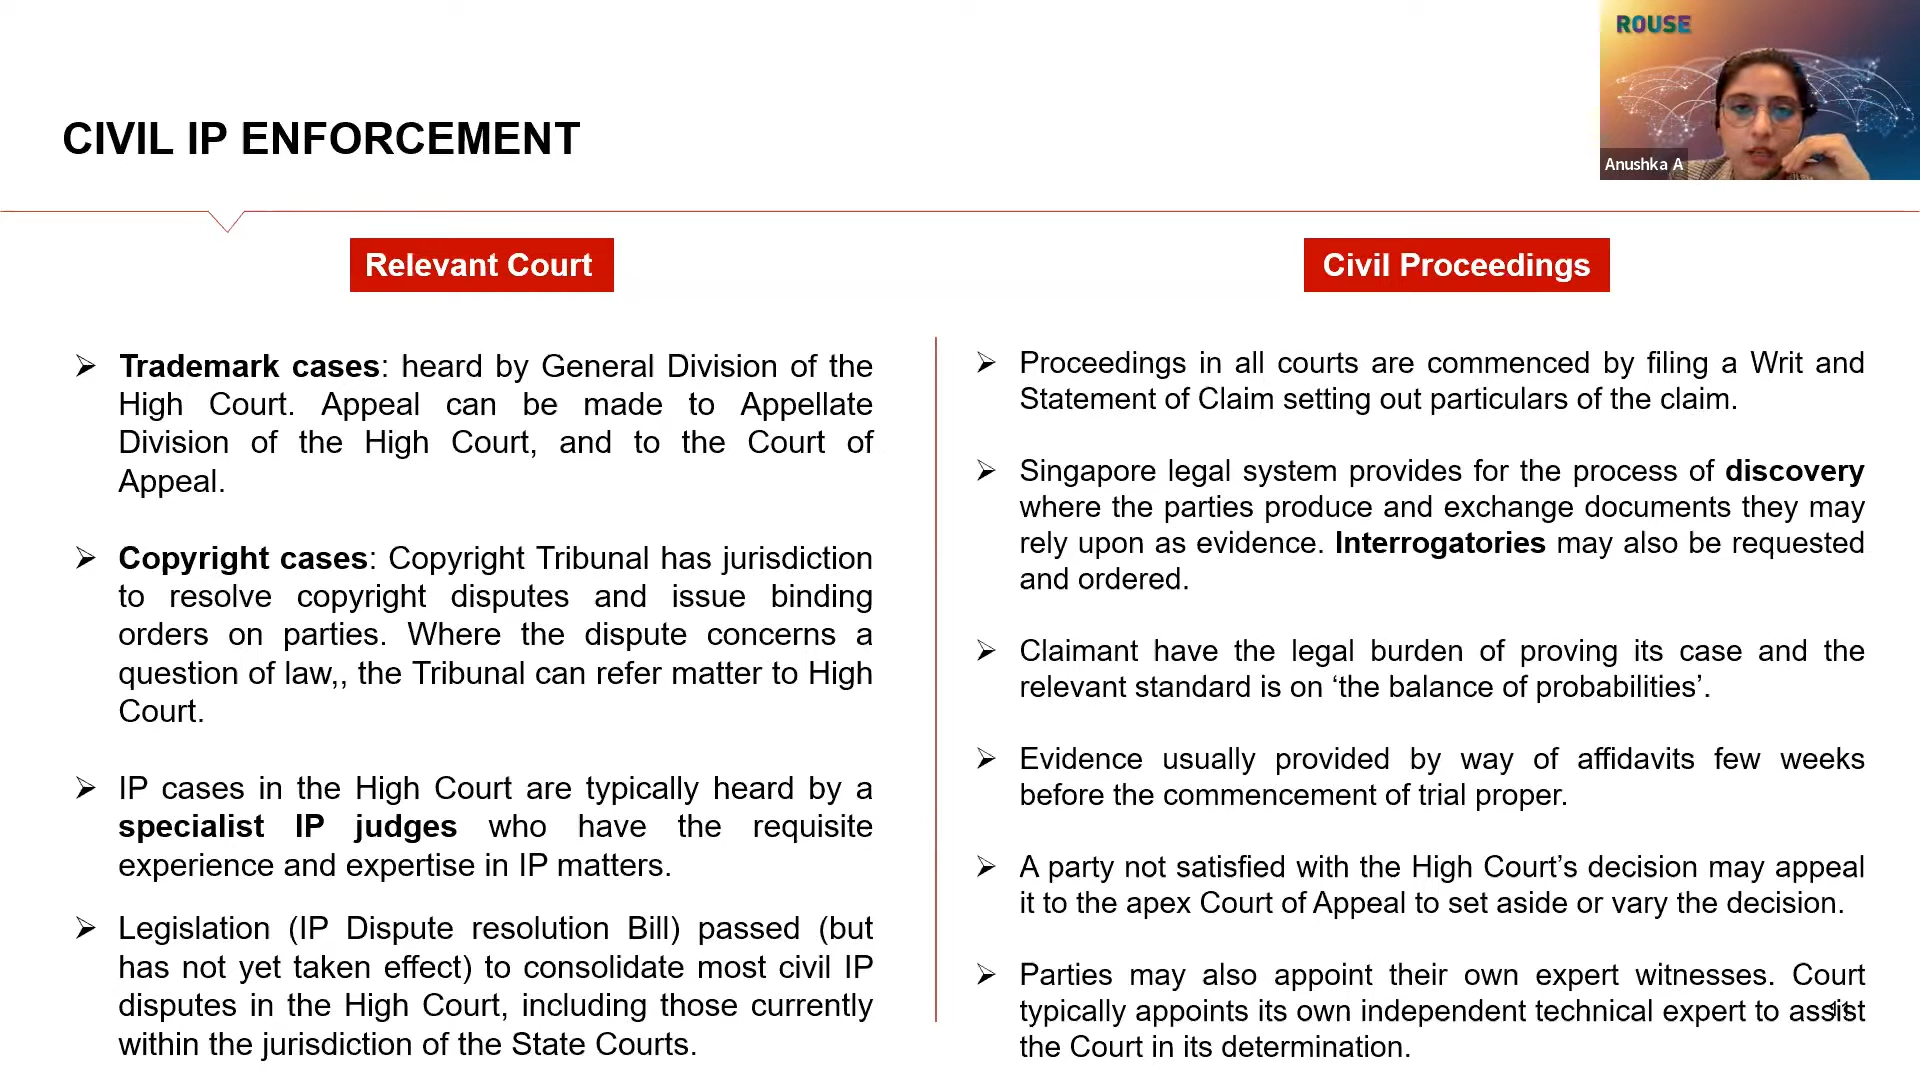 ROUSE
Anushka A
CIVIL IP ENFORCEMENT
Relevant Court
Trademark cases: heard by General Division of the
High Court. Appeal can be made to Appellate
Division of the High Court, and to the Court of
Appeal.
Copyright cases: Copyright Tribunal has jurisdiction
to resolve copyright disputes and issue binding
orders on parties. Where the dispute concerns a
question of law,, the Tribunal can refer matter to High
Court.
IP cases in the High Court are typically heard by a
specialist IP judges who have the requisite
experience and expertise in IP matters.
Legislation (IP Dispute resolution Bill) passed (but
has not yet taken effect) to consolidate most civil IP
disputes in the High Court, including those currently
within the jurisdiction of the State Courts.
Civil Proceedings
Proceedings in all courts are commenced by filing a Writ and
Statement of Claim setting out particulars of the claim.
Singapore legal system provides for the process of discovery
where the parties produce and exchange documents they may
rely upon as evidence. Interrogatories may also be requested
and ordered.
Claimant have the legal burden of proving its case and the
relevant standard is on ‘the balance of probabilities’.
Evidence usually provided by way of affidavits few weeks
before the commencement of trial proper.
A party not satisfied with the High Court’s decision may appeal
it to the apex Court of Appeal to set aside or vary the decision.
Parties may also appoint their own expert witnesses. Court
typically appoints its own independent technical expert to assist
the Court in its determination.